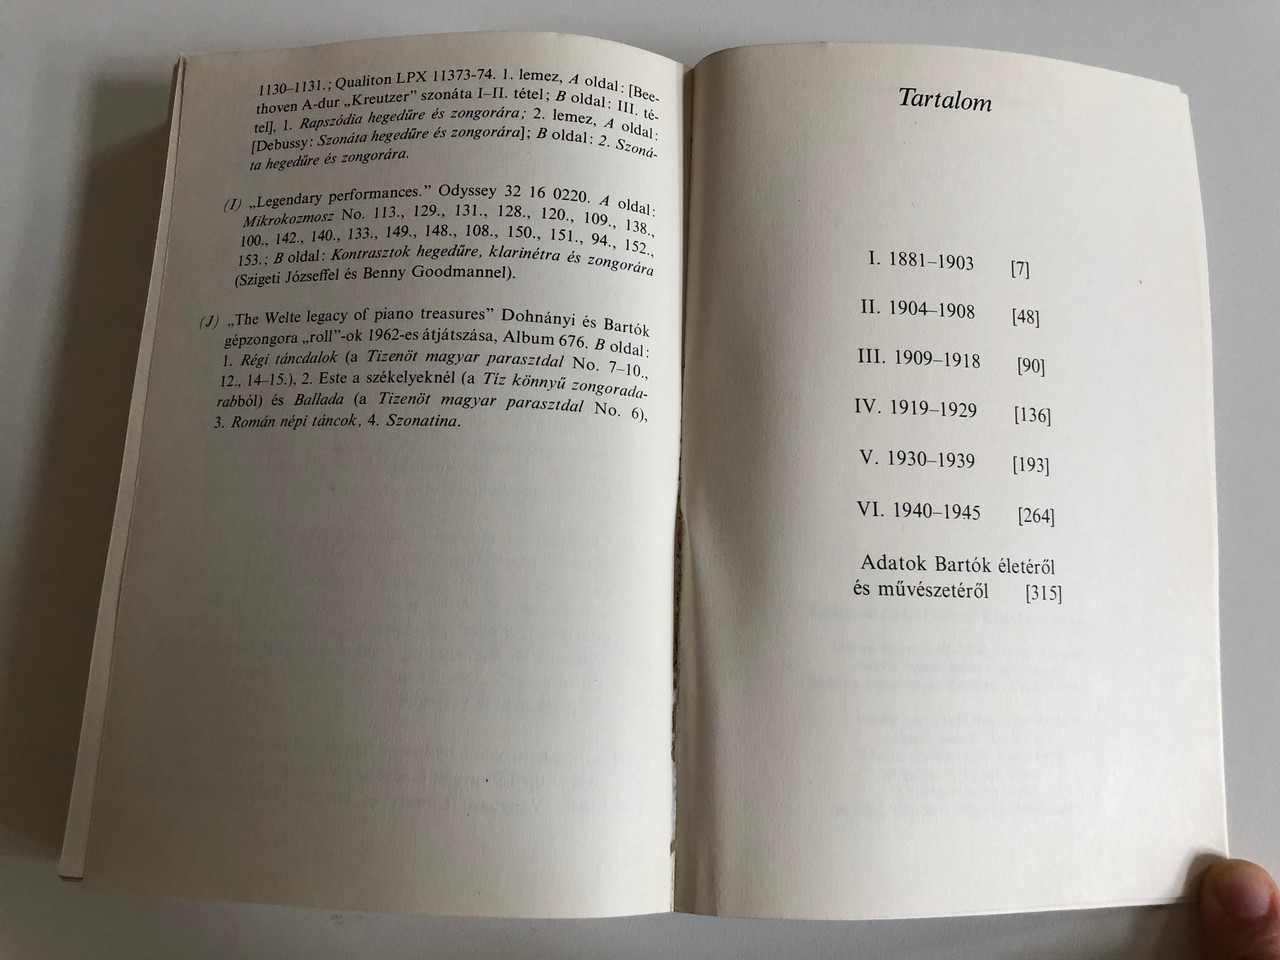 1130–1131.; Qualiton LPX 11373-74. 1. lemez, A oldal: [Bee-
thoven A-dur „Kreutzer” szonáta I–II. tétel; B oldal: III. té-
tel], 1. Rapszódia hegedűre és zongorára; 2. lemez, A oldal:
[Debussy: Szonáta hegedűre és zongorára]; B oldal: 2. Szoná-
ta hegedűre és zongorára.
(I) „Legendary performances.” Odyssey 32 16 0220. A oldal:
Mikrokozmosz No. 113., 129., 131., 128., 120., 109., 138.,
100., 142., 140., 133., 149., 148., 108., 150., 151., 94., 152.,
153.; B oldal: Kontrasztok hegedűre, klarinétra és zongorára
(Szigeti Józseffel és Benny Goodmannel).
(J) „The Welte legacy of piano treasures” Dohnányi és Bartók
gépzongora „roll”-ok 1962-es átjátszása, Album 676. B oldal:
1. Régi táncdalok (a Tizenöt magyar parasztdal No. 7–10.,
12., 14–15.), 2. Este a székelyeknél (a Tíz könnyű zongorada-
rabból) és Ballada (a Tizenöt magyar parasztdal No. 6),
3. Román népi táncok, 4. Szonatina.
Tartalom
I. 1881–1903 [7]
II. 1904–1908 [48]
III. 1909–1918 [90]
IV. 1919–1929 [136]
V. 1930–1939 [193]
VI. 1940–1945 [264]
Adatok Bartók életéről
és művészetéről [315]